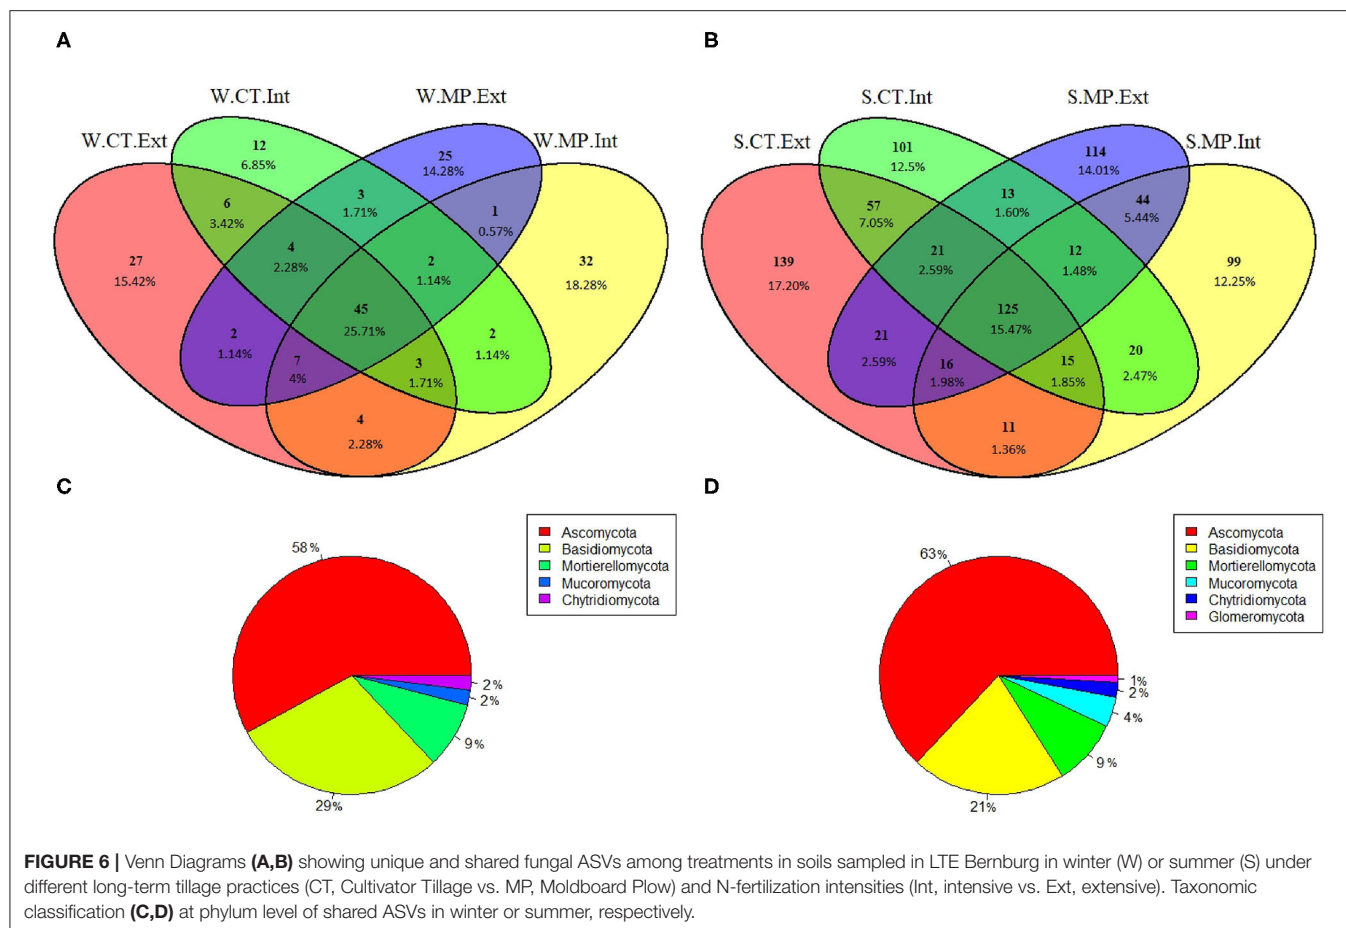 A
W.CT.Ext
W.CT.Int
W.MP.Ext
W.MP.Int
12
6.85%
25
14.28%
6
3.42%
3
1.71%
1
0.57%
27
15.42%
4
2.28%
2
1.14%
32
18.28%
45
25.71%
2
1.14%
7
4%
3
1.71%
2
1.14%
4
2.28%
B
S.CT.Ext
S.CT.Int
S.MP.Ext
S.MP.Int
101
12.5%
114
14.01%
57
7.05%
13
1.60%
44
5.44%
139
17.20%
21
2.59%
12
1.48%
99
12.25%
125
15.47%
21
2.59%
16
1.98%
15
1.85%
20
2.47%
11
1.36%
C
58%
29%
9%
2%
2%
Ascomycota
Basidiomycota
Mortierellomycota
Mucoromycota
Chytridiomycota
D
63%
21%
9%
4%
2%
1%
Ascomycota
Basidiomycota
Mortierellomycota
Mucoromycota
Chytridiomycota
Glomeromycota
FIGURE 6 | Venn Diagrams (A,B) showing unique and shared fungal ASVs among treatments in soils sampled in LTE Bernburg in winter (W) or summer (S) under
different long-term tillage practices (CT, Cultivator Tillage vs. MP, Moldboard Plow) and N-fertilization intensities (Int, intensive vs. Ext, extensive). Taxonomic
classification (C,D) at phylum level of shared ASVs in winter or summer, respectively.